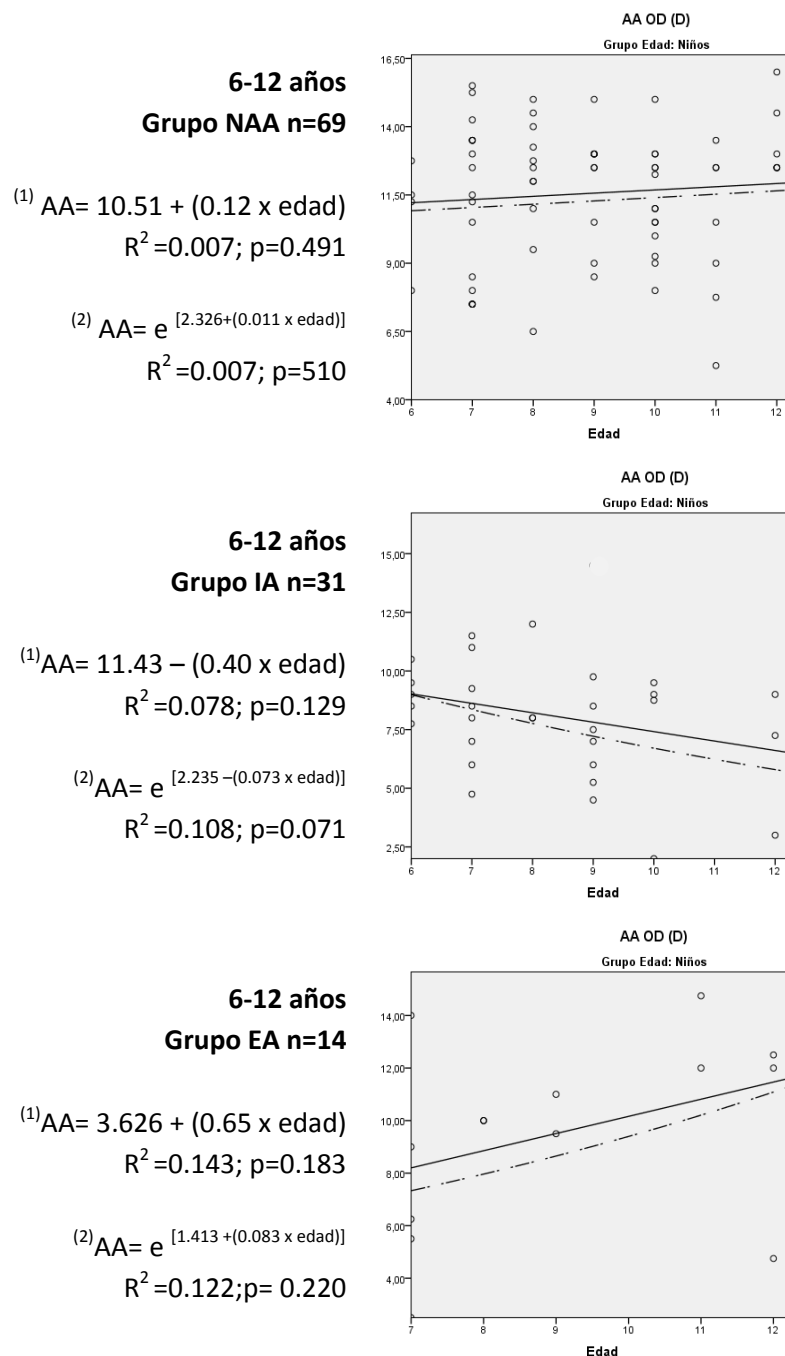 6-12 años
Grupo NAA n=69
(1) AA= 10.51 + (0.12 x edad)
R2 =0.007; p=0.491
(2) AA= e [2.326+(0.011 x edad)]
R2 =0.007; p=510
AA OD (D)
Grupo Edad: Niños
16,50
14,00
11,50
9,00
6,50
4,00
6 7 8 9 10 11 12
Edad
6-12 años
Grupo IA n=31
(1)AA= 11.43 – (0.40 x edad)
R2 =0.078; p=0.129
(2)AA= e [2.235 –(0.073 x edad)]
R2 =0.108; p=0.071
AA OD (D)
Grupo Edad: Niños
15,00
12,50
10,00
7,50
5,00
2,50
6 7 8 9 10 11 12
Edad
6-12 años
Grupo EA n=14
(1)AA= 3.626 + (0.65 x edad)
R2 =0.143; p=0.183
(2)AA= e [1.413 +(0.083 x edad)]
R2 =0.122;p= 0.220
AA OD (D)
Grupo Edad: Niños
14,00
12,00
10,00
8,00
6,00
4,00
7 8 9 10 11 12
Edad